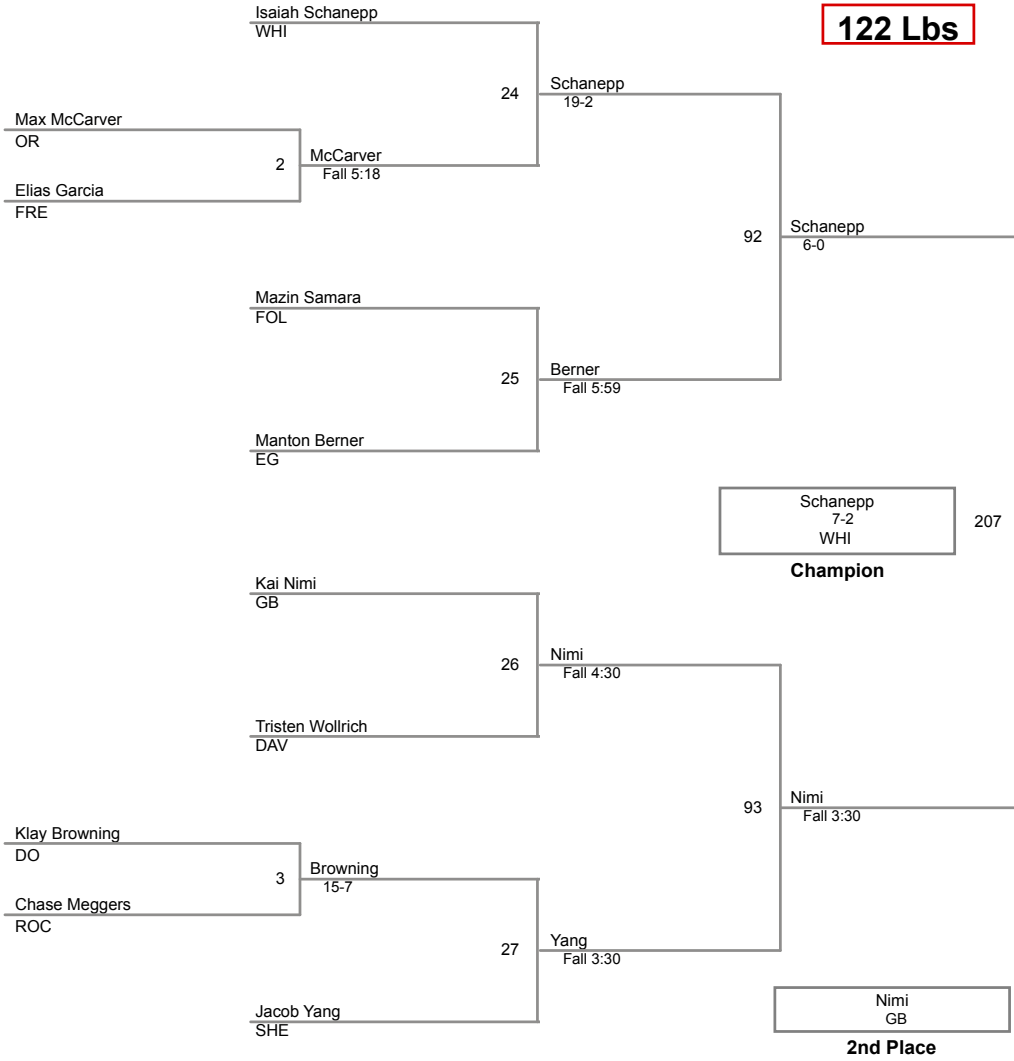 122 Lbs
Isaiah Schanepp
WHI
24
Schanepp
19-2
Max McCarver
OR
2
McCarver
Fall 5:18
Elias Garcia
FRE
92
Schanepp
6-0
Mazin Samara
FOL
25
Berner
Fall 5:59
Manton Berner
EG
Schanepp
7-2
WHI
207
Champion
Kai Nimi
GB
26
Nimi
Fall 4:30
Tristen Wollrich
DAV
93
Nimi
Fall 3:30
Klay Browning
DO
3
Browning
15-7
Chase Meggers
ROC
27
Yang
Fall 3:30
Jacob Yang
SHE
Nimi
GB
2nd Place